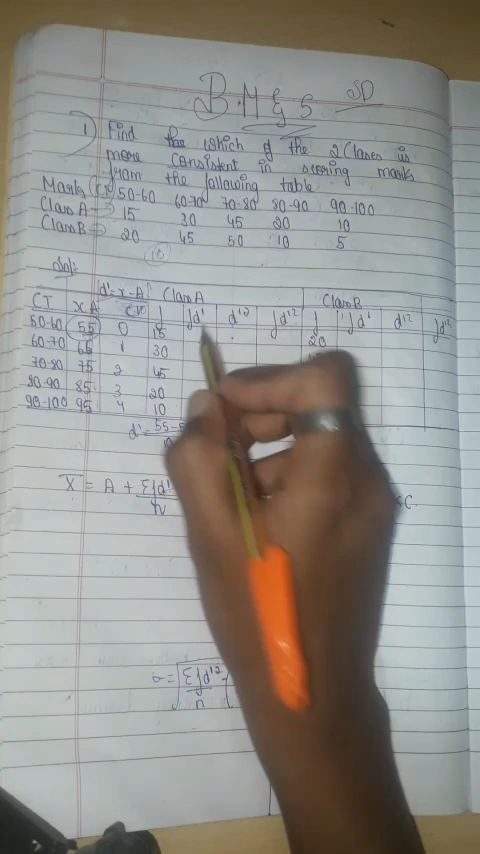 B.M & S SD
1) Find the which of the 2 Classes is
more consistent in scoring marks
from the following table
Marks 50-60 60-70 70-80 80-90 90-100
Class A 15 30 45 20 10
Class B 20 45 50 10 5
10
Sol:
d' = x-A Class A Class B
CI x A f fd' d'² fd'² f fd' d'² fd'²
50-60 55 0 15 20
60-70 65 1 30
70-80 75 2 45
80-90 85 3 20
90-100 95 4 10
d' = 55-
10
X̅ = A + Σfd'
N
×C
σ = √Σfd'²
n